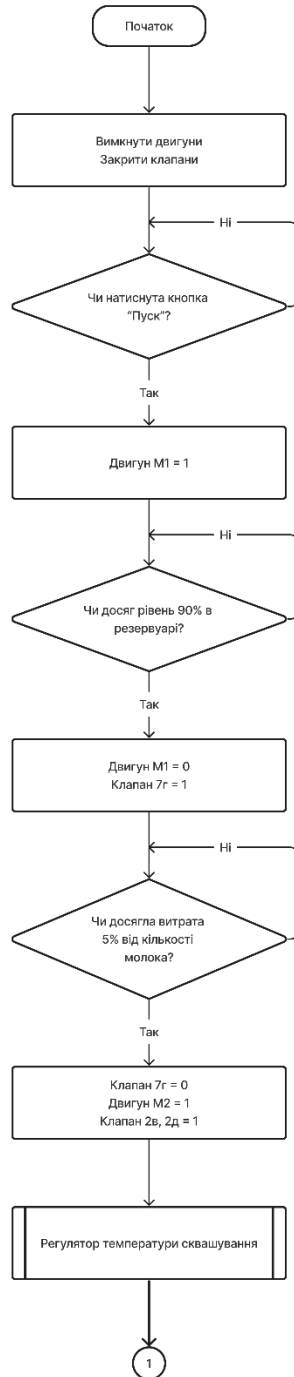 Початок
Вимкнути двигуни
Закрити клапани
Ні
Чи натиснута кнопка
"Пуск"?
Так
Двигун М1 = 1
Ні
Чи досяг рівень 90% в
резервуарі?
Так
Двигун М1 = 0
Клапан 7г = 1
Ні
Чи досягла витрата
5% від кількості
молока?
Так
Клапан 7г = 0
Двигун М2 = 1
Клапан 2в, 2д = 1
Регулятор температури сквашування
1